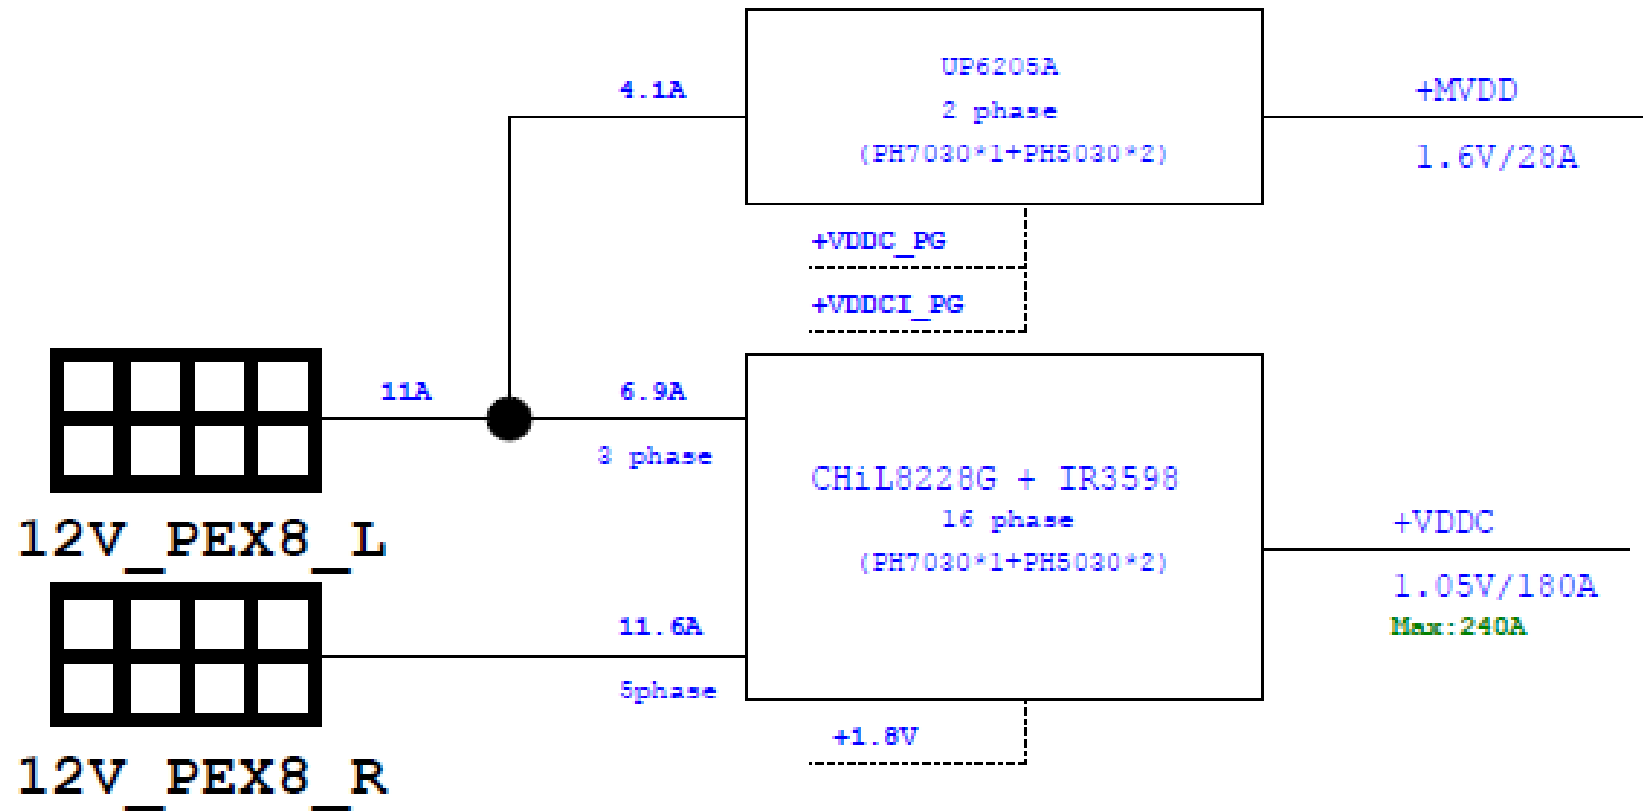 4.1A
UP6205A
2 phase
(PH7030*1+PH5030*2)
+MVDD
1.6V/28A
+VDDC_PG
+VDDCI_PG
11A
6.9A
3 phase
12V_PEX8_L
CHiL8228G + IR3598
16 phase
(PH7030*1+PH5030*2)
+VDDC
1.05V/180A
Max:240A
11.6A
5phase
+1.8V
12V_PEX8_R